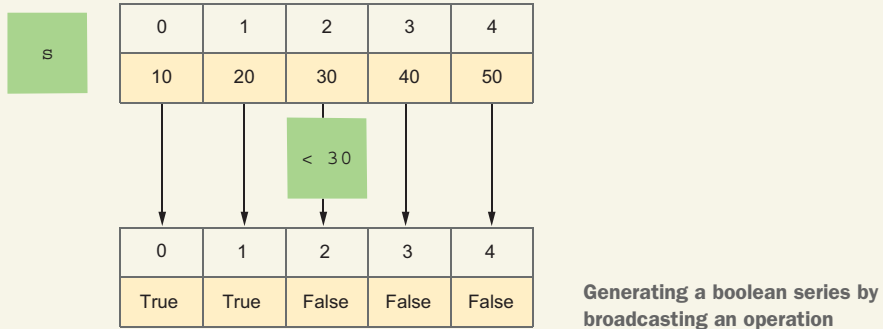 0 1 2 3 4
s
10 20 30 40 50
< 30
0 1 2 3 4
True True False False False
Generating a boolean series by
broadcasting an operation